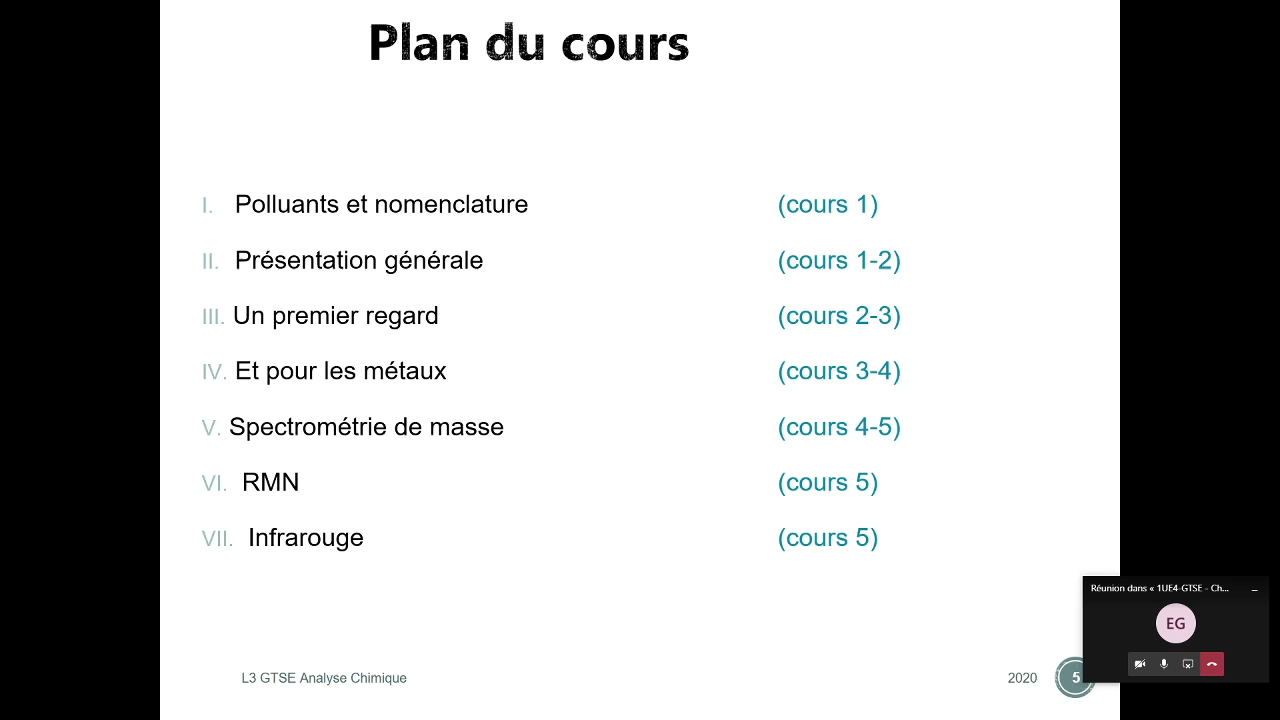 Plan du cours
I. Polluants et nomenclature (cours 1)
II. Présentation générale (cours 1-2)
III. Un premier regard (cours 2-3)
IV. Et pour les métaux (cours 3-4)
V. Spectrométrie de masse (cours 4-5)
VI. RMN (cours 5)
VII. Infrarouge (cours 5)
Réunion dans « 1UE4-GTSE - Ch...
EG
L3 GTSE Analyse Chimique 2020 5